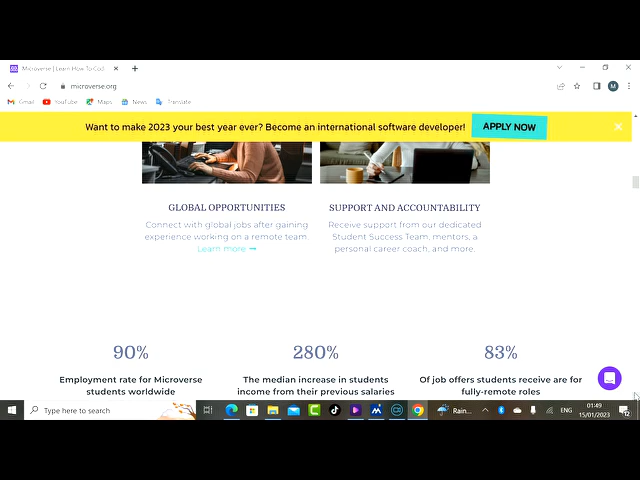 Microverse | Learn How To Cod
microverse.org
M
Gmail
YouTube
Maps
News
Translate
Want to make 2023 your best year ever? Become an international software developer!
APPLY NOW
GLOBAL OPPORTUNITIES
Connect with global jobs after gaining
experience working on a remote team.
Learn more →
SUPPORT AND ACCOUNTABILITY
Receive support from our dedicated
Student Success Team, mentors, a
personal career coach, and more.
90%
Employment rate for Microverse
students worldwide
280%
The median increase in students
income from their previous salaries
83%
Of job offers students receive are for
fully-remote roles
Type here to search
Rain...
ENG
01:49
15/01/2023
12